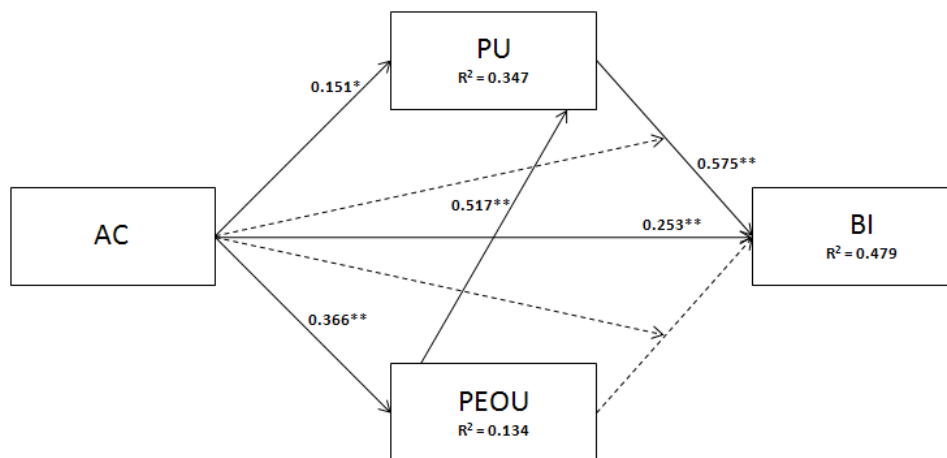 PU
R² = 0.347
0.151*
0.575**
0.517**
AC
0.253**
BI
R² = 0.479
0.366**
PEOU
R² = 0.134